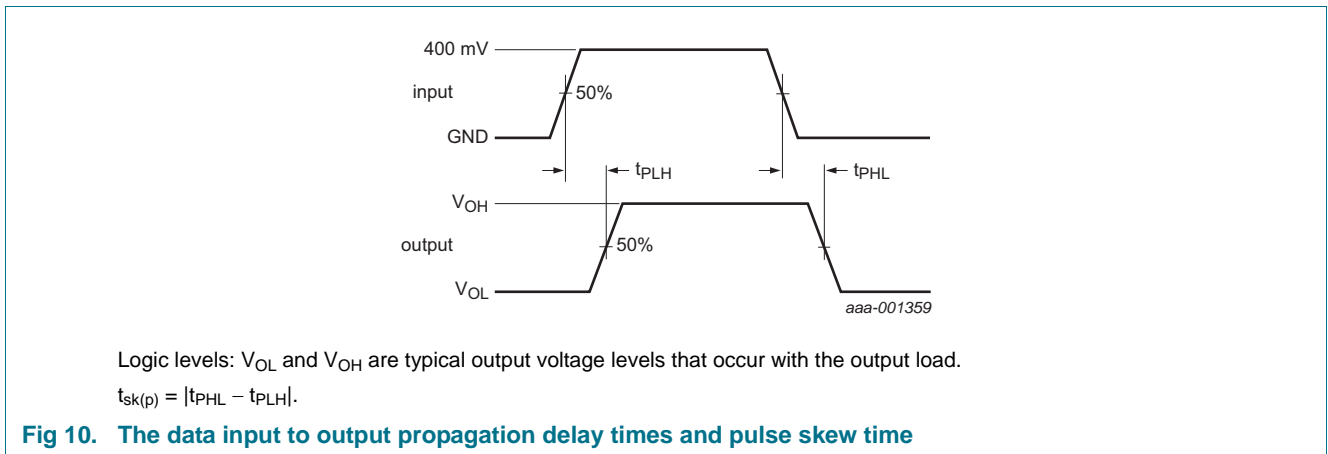 400 mV
input
50%
GND
tPLH
tPHL
VOH
output
50%
VOL
aaa-001359
Logic levels: VOL and VOH are typical output voltage levels that occur with the output load.
tsk(p) = |tPHL − tPLH|.
Fig 10. The data input to output propagation delay times and pulse skew time